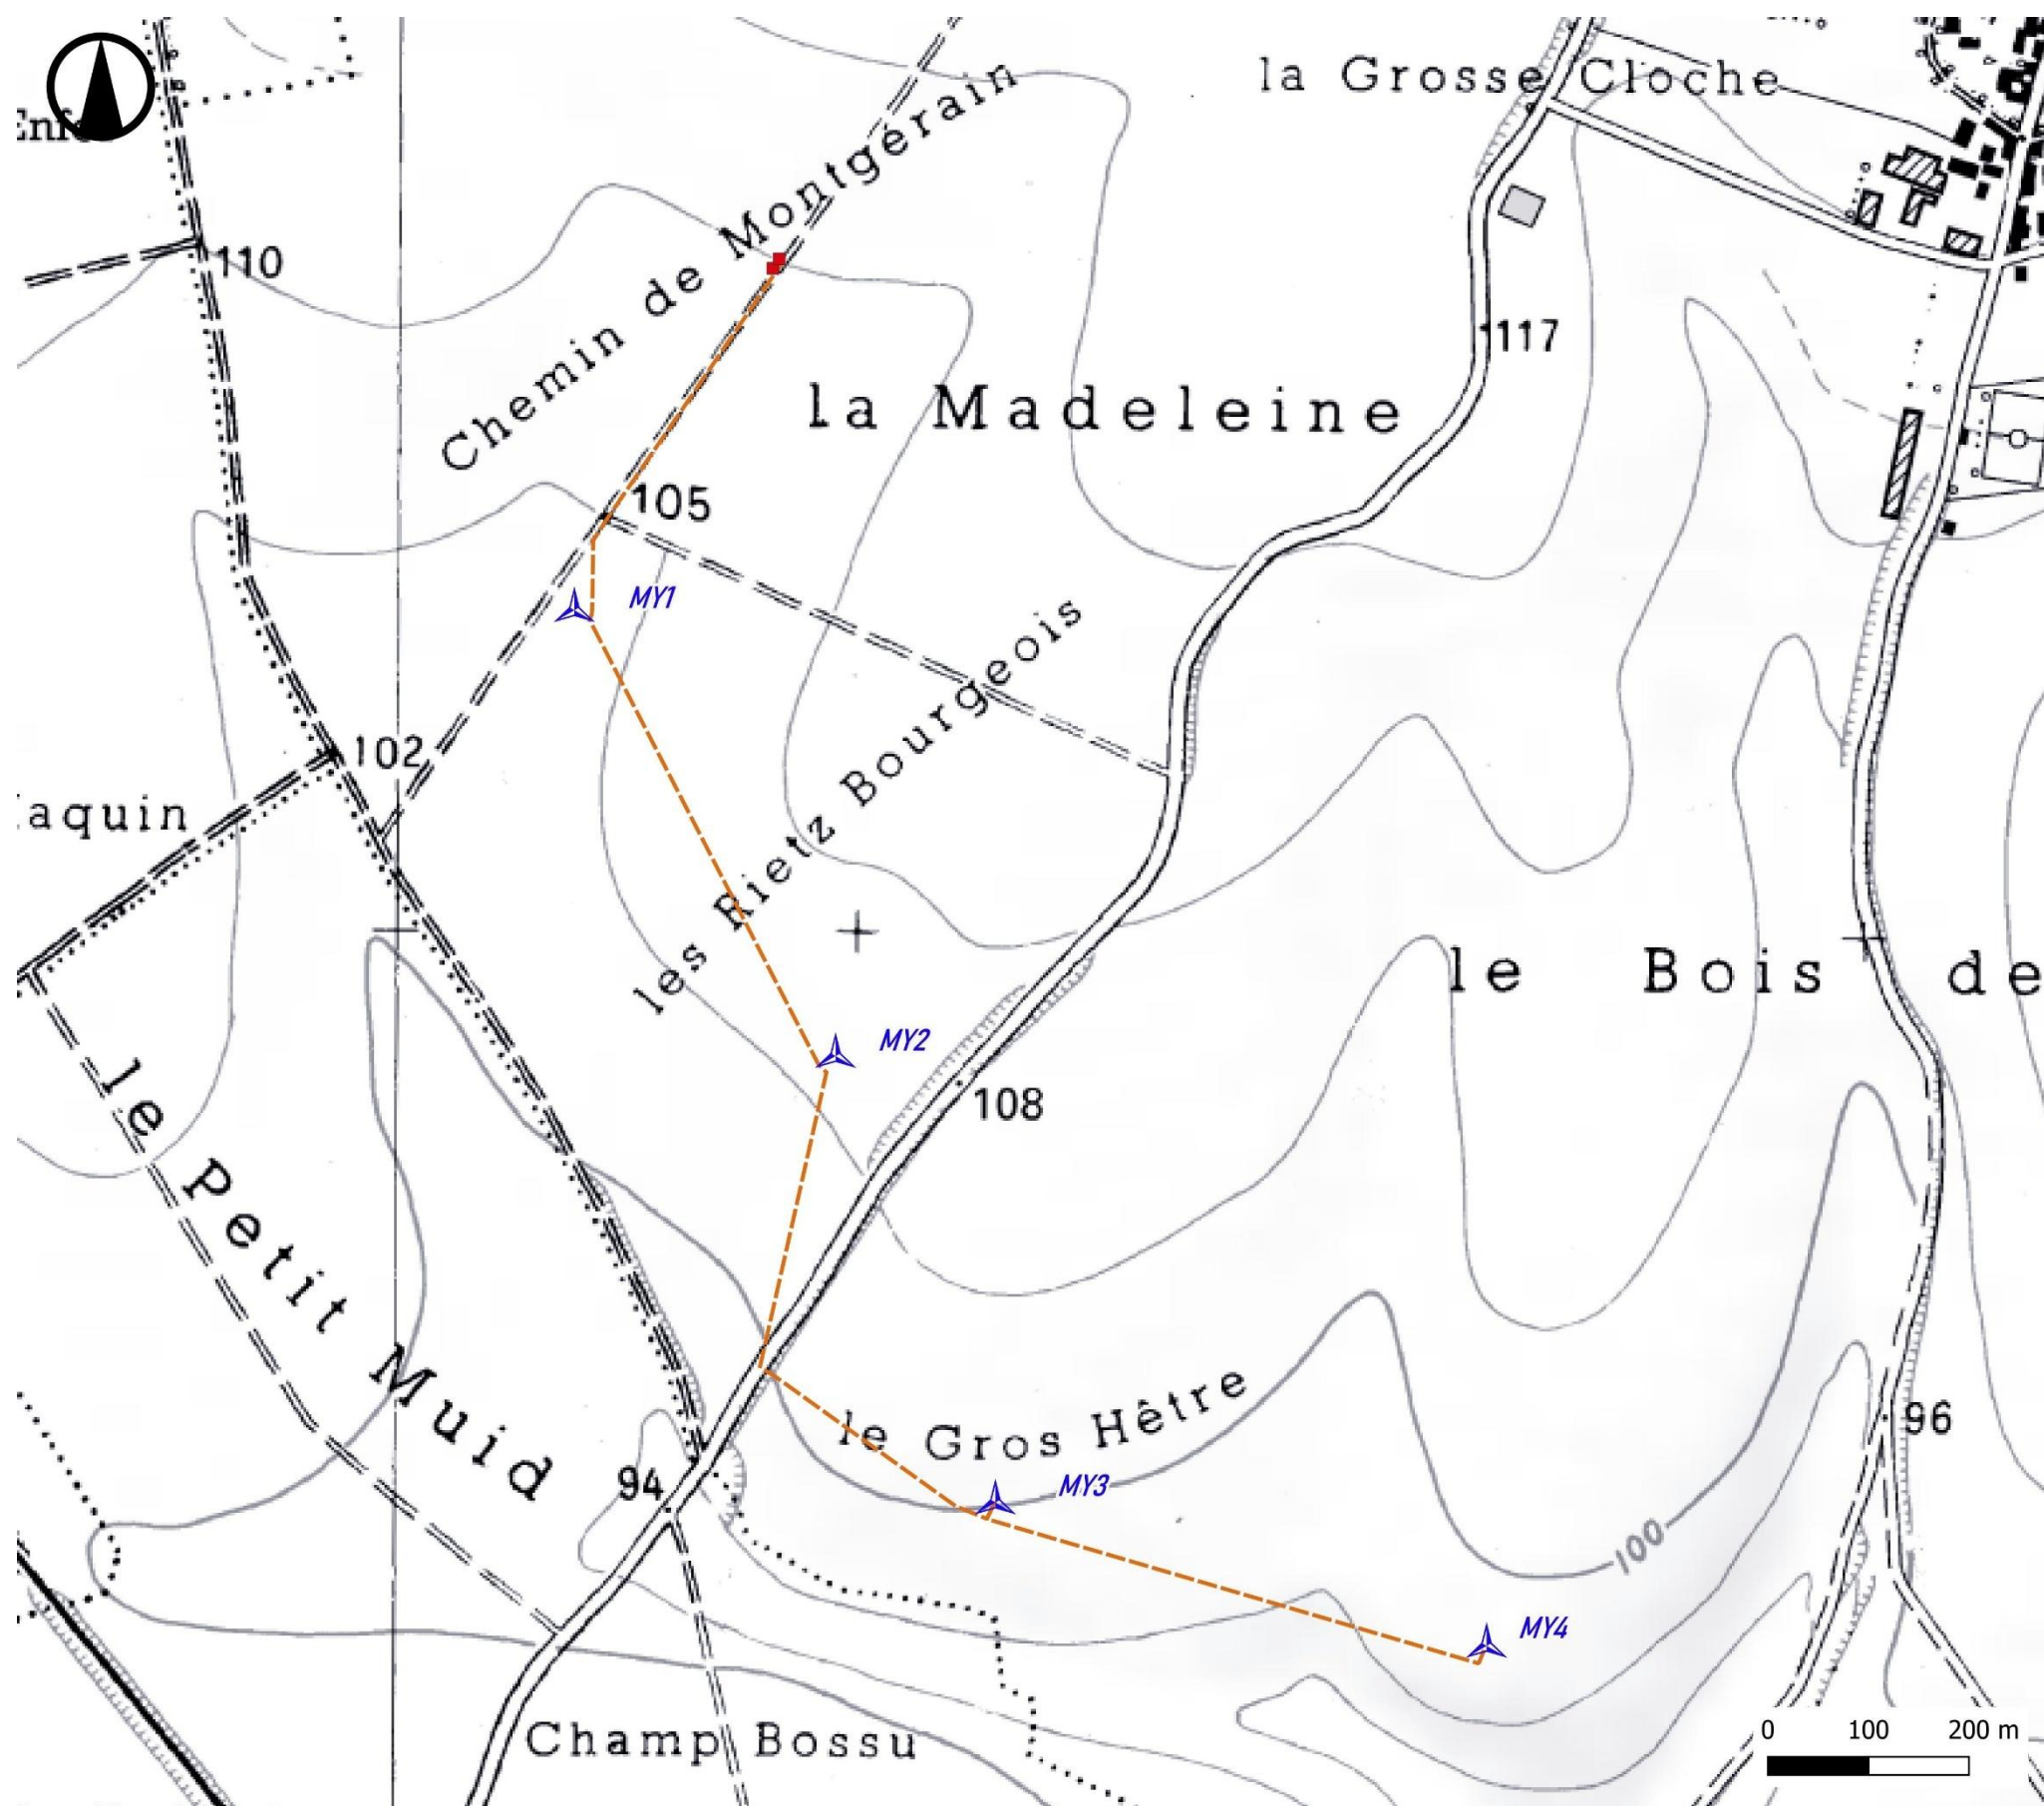 la Grosse Cloche
Chemin de Montgérain
110
117
la Madeleine
105
MY1
102
aquin
les Rietz Bourgeois
le Bois de
MY2
108
le Petit Muid
le Gros Hêtre
96
94
MY3
100
MY4
Champ Bossu
0 100 200 m